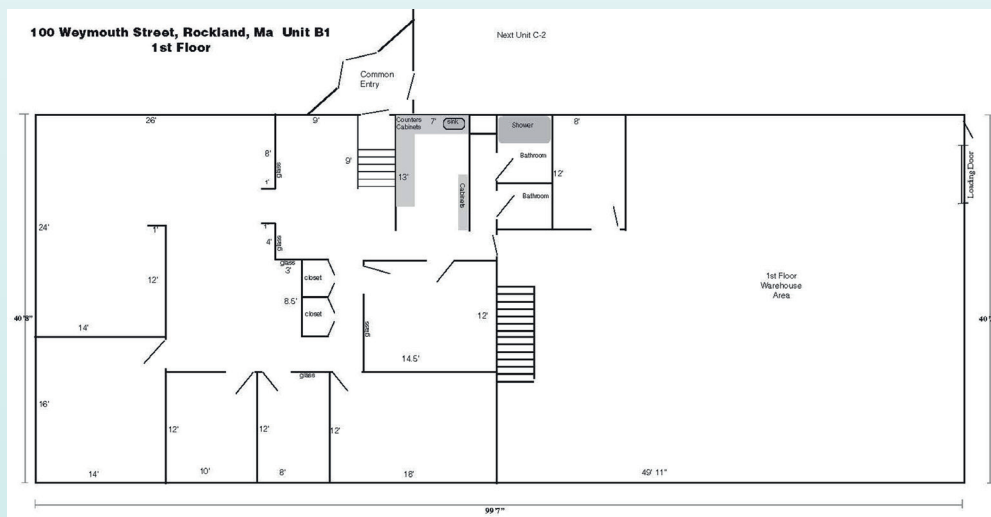 100 Weymouth Street, Rockland, Ma Unit B1
1st Floor
Next Unit C-2
Common
Entry
26'
9'
Counters
Cabinets
7'
SINK
Shower
8'
8'
glass
9'
13'
Bathroom
12'
Loading Door
1'
Cabinets
Bathroom
24'
1'
1'
4'
glass
glass
3'
closet
12'
8.5'
closet
1st Floor
Warehouse
Area
40'8"
14'
glass
12'
14.5'
glass
16'
12'
12'
12'
14'
10'
8'
18'
49' 11"
99'7"